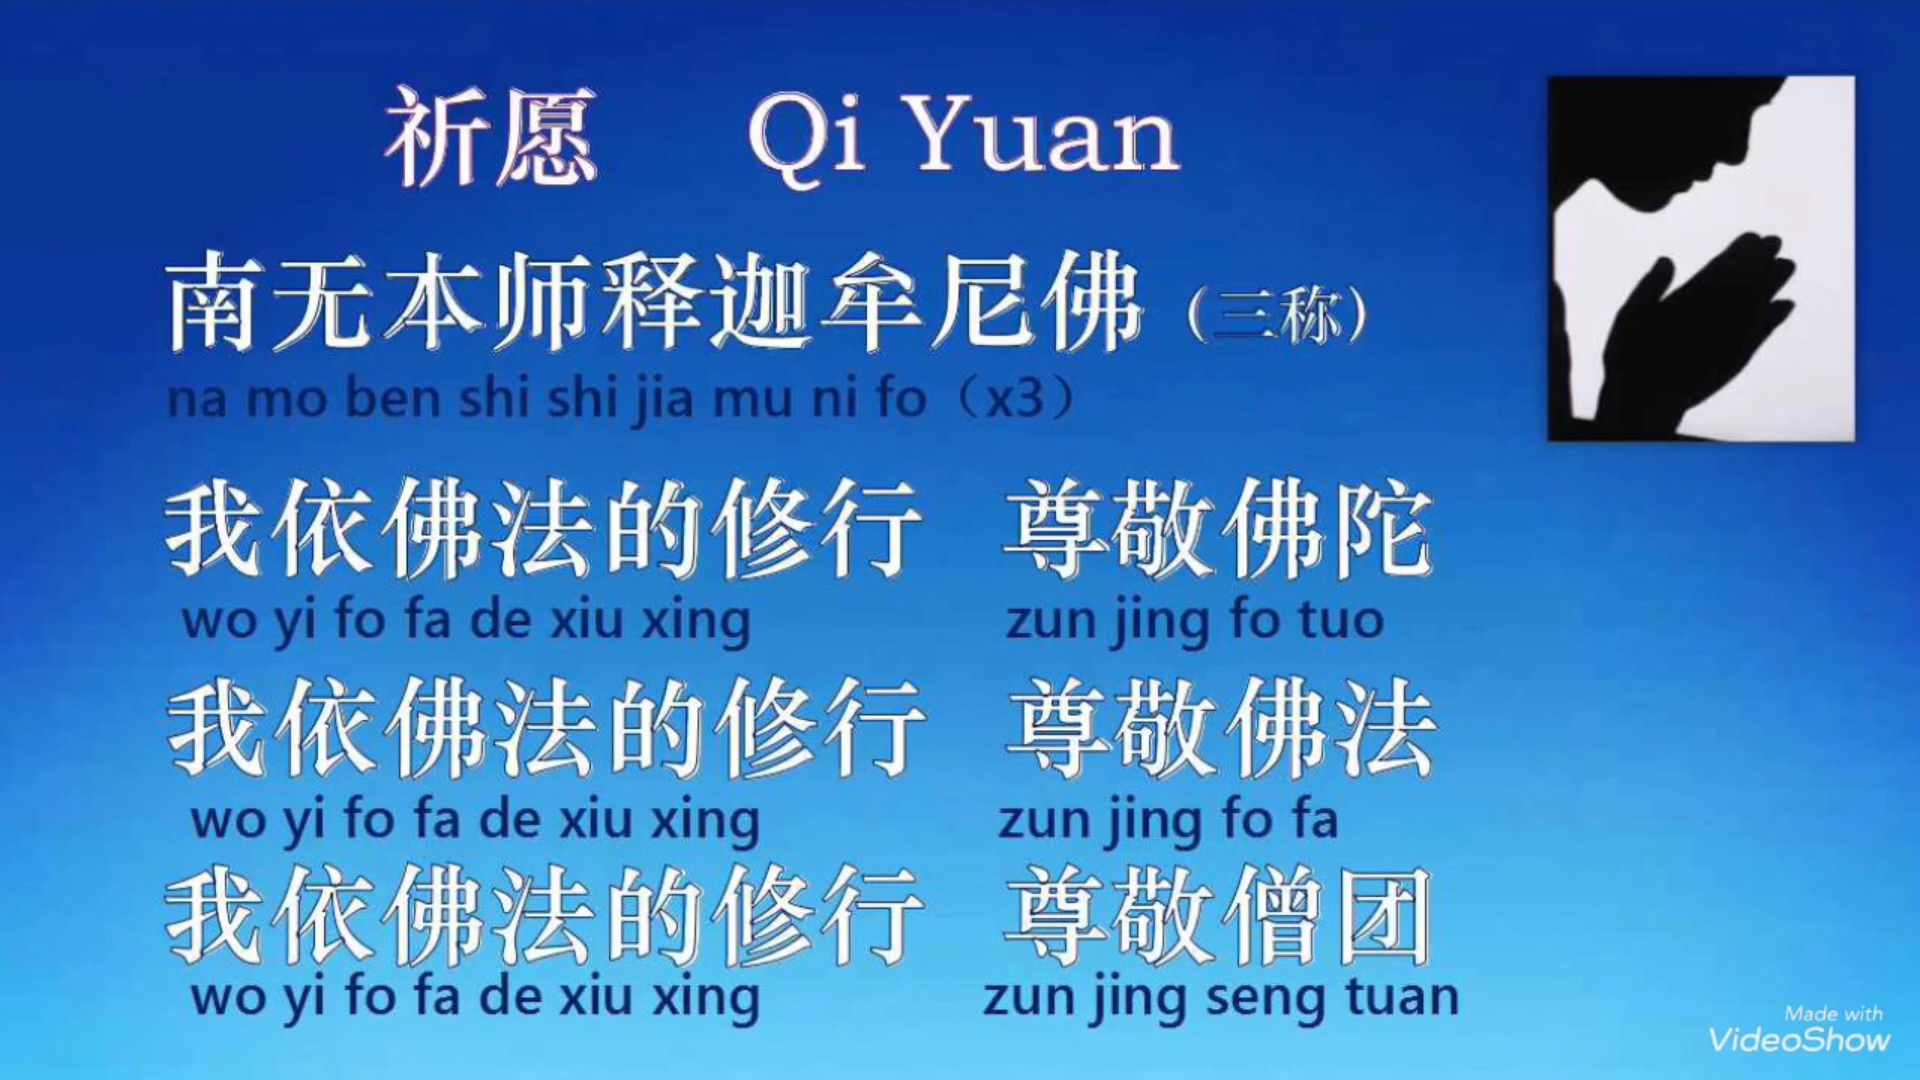 祈愿 Qi Yuan
南无本师释迦牟尼佛 (三称)
na mo ben shi shi jia mu ni fo（x3）
我依佛法的修行 尊敬佛陀
wo yi fo fa de xiu xing zun jing fo tuo
我依佛法的修行 尊敬佛法
wo yi fo fa de xiu xing zun jing fo fa
我依佛法的修行 尊敬僧团
wo yi fo fa de xiu xing zun jing seng tuan
Made with
VideoShow